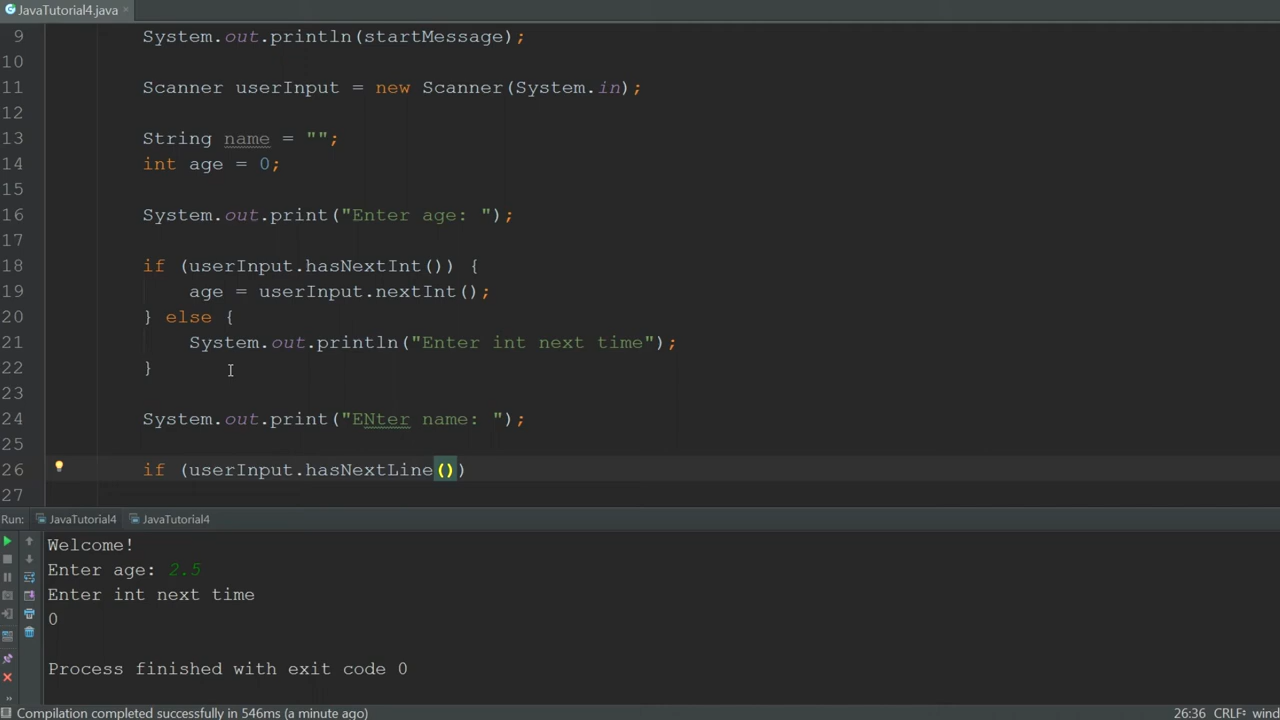 JavaTutorial4.java
9 System.out.println(startMessage);
10
11 Scanner userInput = new Scanner(System.in);
12
13 String name = "";
14 int age = 0;
15
16 System.out.print("Enter age: ");
17
18 if (userInput.hasNextInt()) {
19 age = userInput.nextInt();
20 } else {
21 System.out.println("Enter int next time");
22 }
23
24 System.out.print("ENter name: ");
25
26 if (userInput.hasNextLine())
27
Run: JavaTutorial4 JavaTutorial4
Welcome!
Enter age: 2.5
Enter int next time
0
Process finished with exit code 0
Compilation completed successfully in 546ms (a minute ago) 26:36 CRLF÷ wind